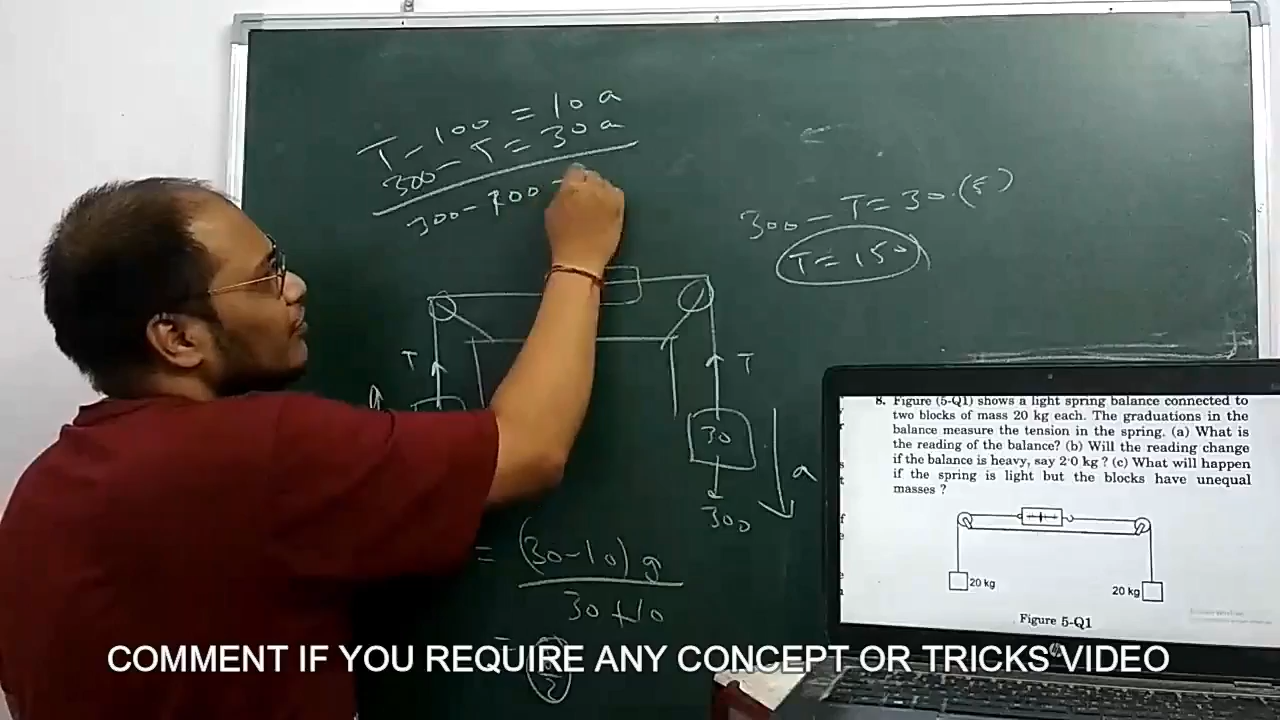 T - 100 = 10 a
300 - T = 30 a
300 - 100 =
300 - T = 30 · (5)
T = 150
T
T
30
a
300
= (30 - 10) g
30 + 10
=
2
8. Figure (5-Q1) shows a light spring balance connected to
two blocks of mass 20 kg each. The graduations in the
balance measure the tension in the spring. (a) What is
the reading of the balance? (b) Will the reading change
if the balance is heavy, say 2·0 kg ? (c) What will happen
if the spring is light but the blocks have unequal
masses ?
20 kg
20 kg
Figure 5-Q1
COMMENT IF YOU REQUIRE ANY CONCEPT OR TRICKS VIDEO